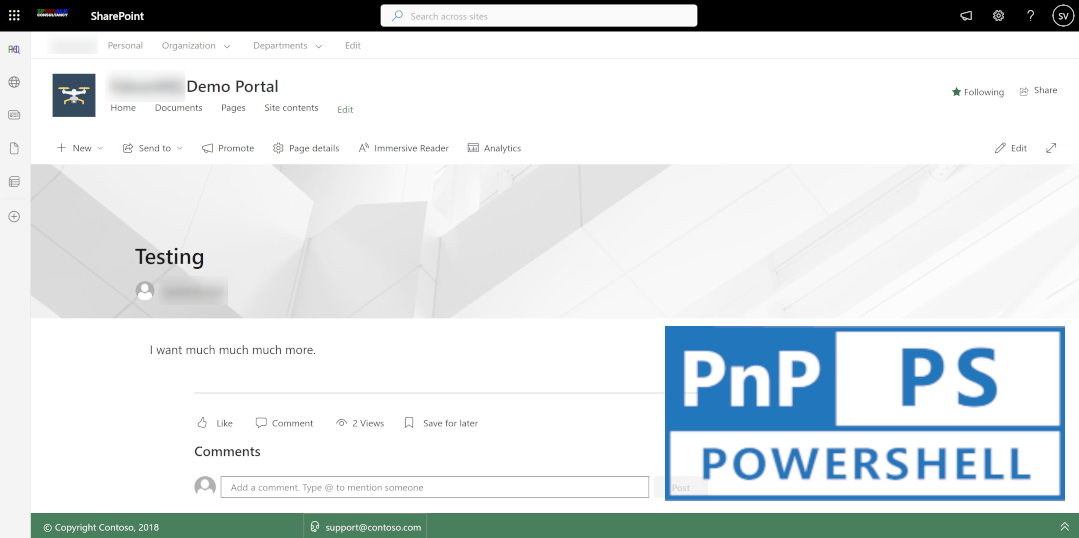 CONSULTANCY
SharePoint
Search across sites
SV
Personal
Organization
Departments
Edit
Demo Portal
Home
Documents
Pages
Site contents
Edit
Following
Share
New
Send to
Promote
Page details
Immersive Reader
Analytics
Edit
Testing
I want much much much more.
Like
Comment
2 Views
Save for later
Comments
Add a comment. Type @ to mention someone
Post
PnP
PS
POWERSHELL
© Copyright Contoso, 2018
support@contoso.com